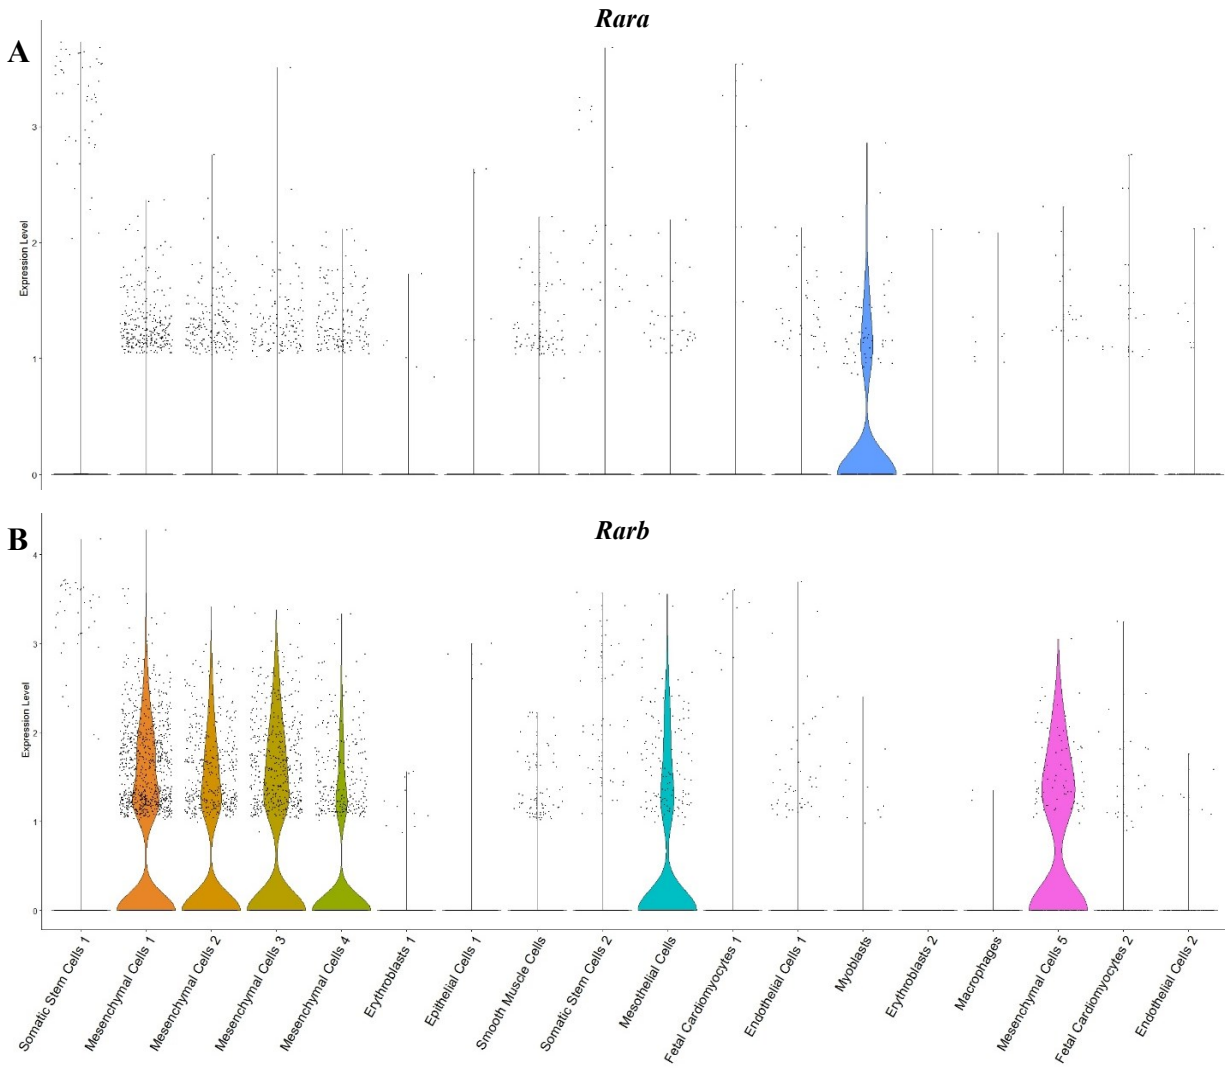 Rara
A
3
2
1
0
Expression Level
Rarb
B
4
3
2
1
0
Expression Level
Somatic Stem Cells 1
Mesenchymal Cells 1
Mesenchymal Cells 2
Mesenchymal Cells 3
Mesenchymal Cells 4
Erythroblasts 1
Epithelial Cells 1
Smooth Muscle Cells
Somatic Stem Cells 2
Mesothelial Cells
Fetal Cardiomyocytes 1
Endothelial Cells 1
Myoblasts
Erythroblasts 2
Macrophages
Mesenchymal Cells 5
Fetal Cardiomyocytes 2
Endothelial Cells 2